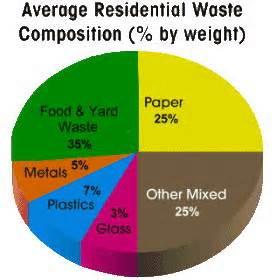 Average Residential Waste
Composition (% by weight)
Food & Yard
Waste
35%
Paper
25%
Metals 5%
7%
Plastics
3%
Glass
Other Mixed
25%